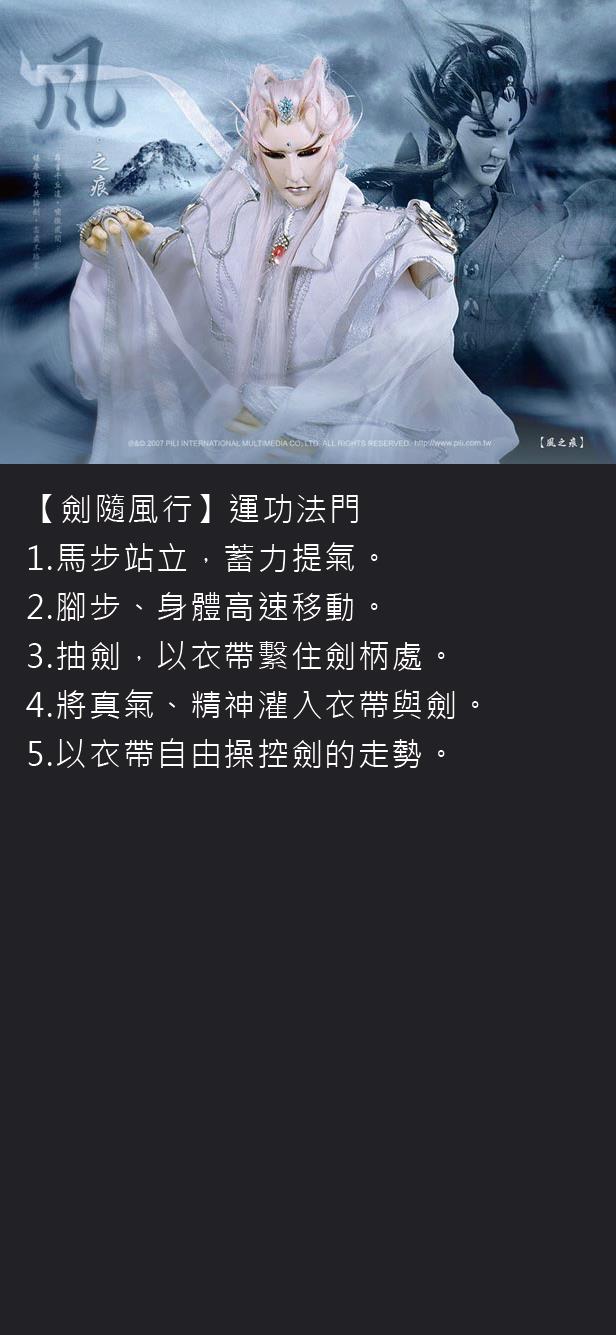 風
之痕
@&© 2007 PILI INTERNATIONAL MULTIMEDIA CO., LTD. ALL RIGHTS RESERVED. http://www.pili.com.tw
【風之痕】
【劍隨風行】運功法門
1.馬步站立，蓄力提氣。
2.腳步、身體高速移動。
3.抽劍，以衣帶繫住劍柄處。
4.將真氣、精神灌入衣帶與劍。
5.以衣帶自由操控劍的走勢。